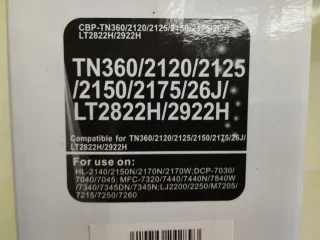 CBP-TN360/2120/2125/2150/2175/26J/
LT2822H/2922H
TN360/2120/2125
/2150/2175/26J/
LT2822H/2922H
Compatible for TN360/2120/2125/2150/2175/26J/
LT2822H/2922H
For use on:
HL-2140/2150N/2170N/2170W;DCP-7030/
7040/7045; MFC-7320/7440/7440N/7840W
/7340/7345DN/7345N;LJ2200/2250/M7205/
7215/7250/7260